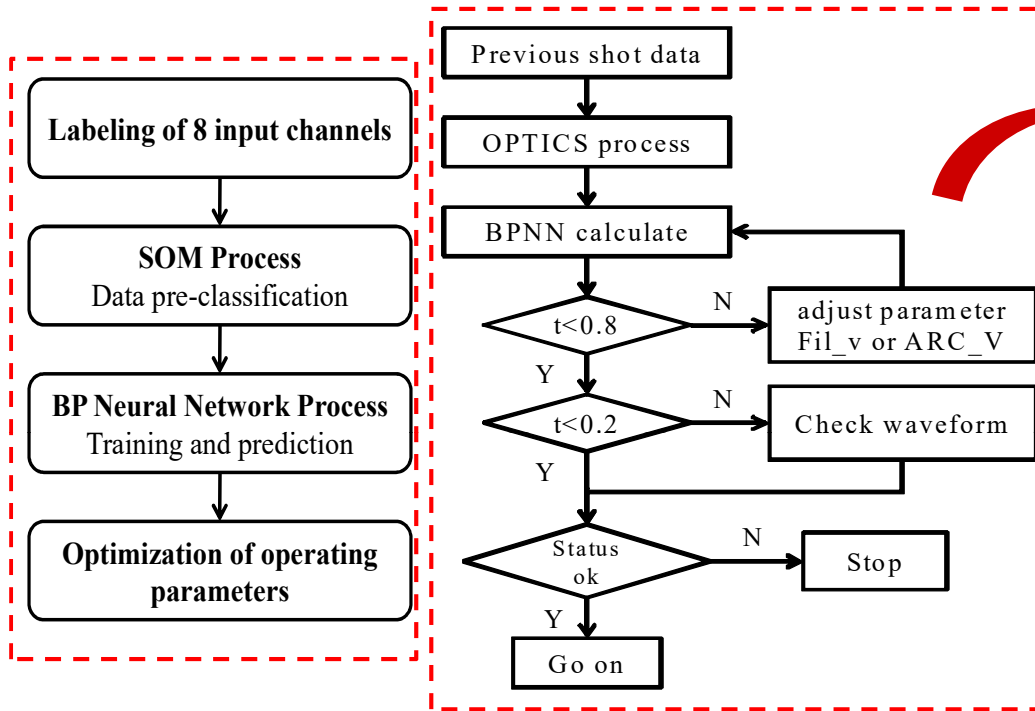 Labeling of 8 input channels
SOM Process
Data pre-classification
BP Neural Network Process
Training and prediction
Optimization of operating
parameters
Previous shot data
OPTICS process
BPNN calculate
t<0.8
N
adjust parameter
Fil_v or ARC_V
Y
t<0.2
N
Check waveform
Y
Status
ok
N
Stop
Y
Go on